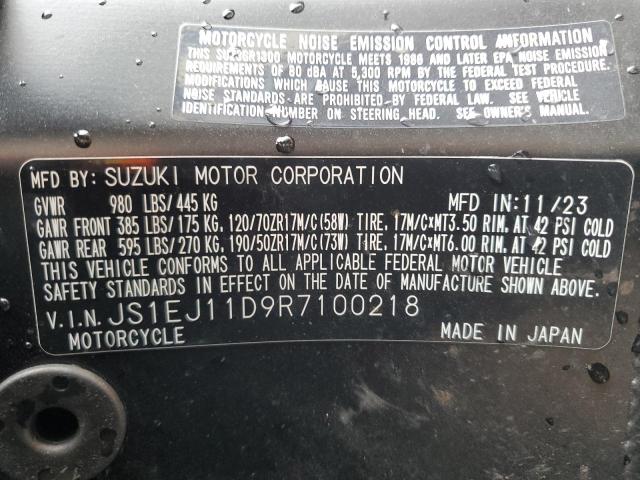 MOTORCYCLE NOISE EMISSION CONTROL INFORMATION
THIS SUZ3GR1300 MOTORCYCLE MEETS 1986 AND LATER EPA NOISE EMISSION
REQUIREMENTS OF 80 dBA AT 5,300 RPM BY THE FEDERAL TEST PROCEDURE.
MODIFICATIONS WHICH CAUSE THIS MOTORCYCLE TO EXCEED FEDERAL
NOISE STANDARDS ARE PROHIBITED BY FEDERAL LAW. SEE VEHICLE
IDENTIFICATION NUMBER ON STEERING HEAD. SEE OWNER'S MANUAL.
MFD BY: SUZUKI MOTOR CORPORATION
GVWR 980 LBS/445 KG MFD IN:11/23
GAWR FRONT 385 LBS/175 KG, 120/70ZR17M/C(58W) TIRE, 17M/C×MT3.50 RIM, AT 42 PSI COLD
GAWR REAR 595 LBS/270 KG, 190/50ZR17M/C(73W) TIRE, 17M/C×MT6.00 RIM, AT 42 PSI COLD
THIS VEHICLE CONFORMS TO ALL APPLICABLE FEDERAL MOTOR VEHICLE
SAFETY STANDARDS IN EFFECT ON THE DATE OF MANUFACTURE SHOWN ABOVE.
V.I.N. JS1EJ11D9R7100218
MOTORCYCLE MADE IN JAPAN